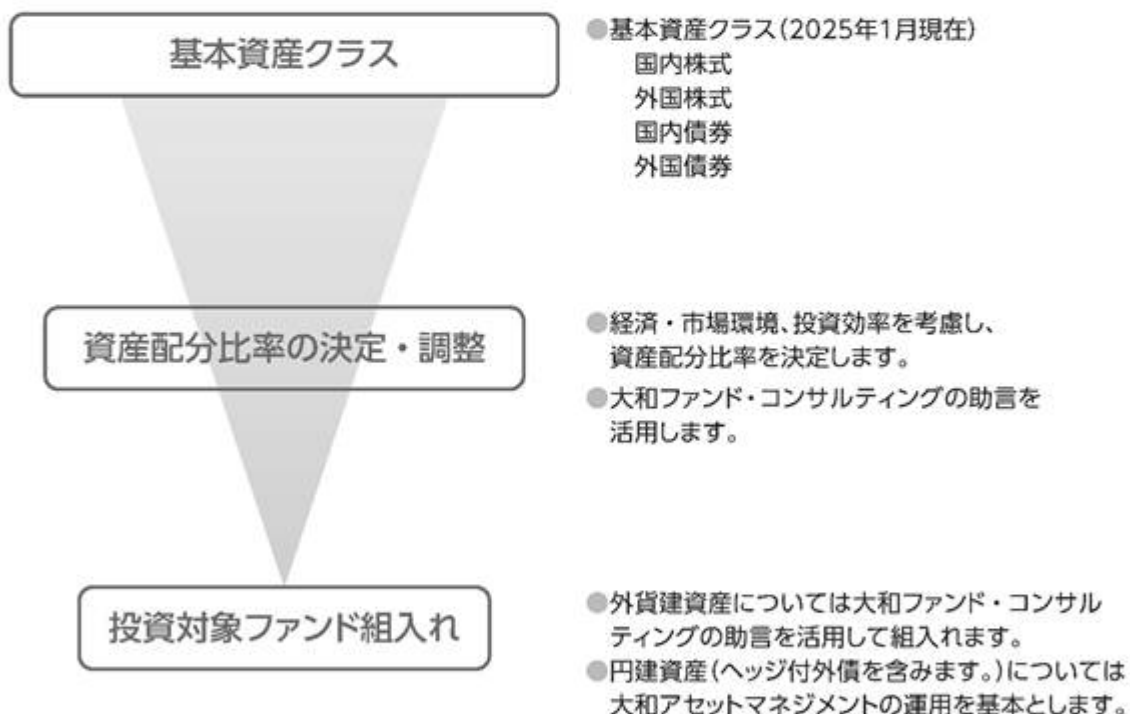 基本資産クラス
●基本資産クラス(2025年1月現在)
国内株式
外国株式
国内債券
外国債券
資産配分比率の決定・調整
●経済・市場環境、投資効率を考慮し、
資産配分比率を決定します。
●大和ファンド・コンサルティングの助言を
活用します。
投資対象ファンド組入れ
●外貨建資産については大和ファンド・コンサル
ティングの助言を活用して組入れます。
●円建資産(ヘッジ付外債を含みます。)については
大和アセットマネジメントの運用を基本とします。